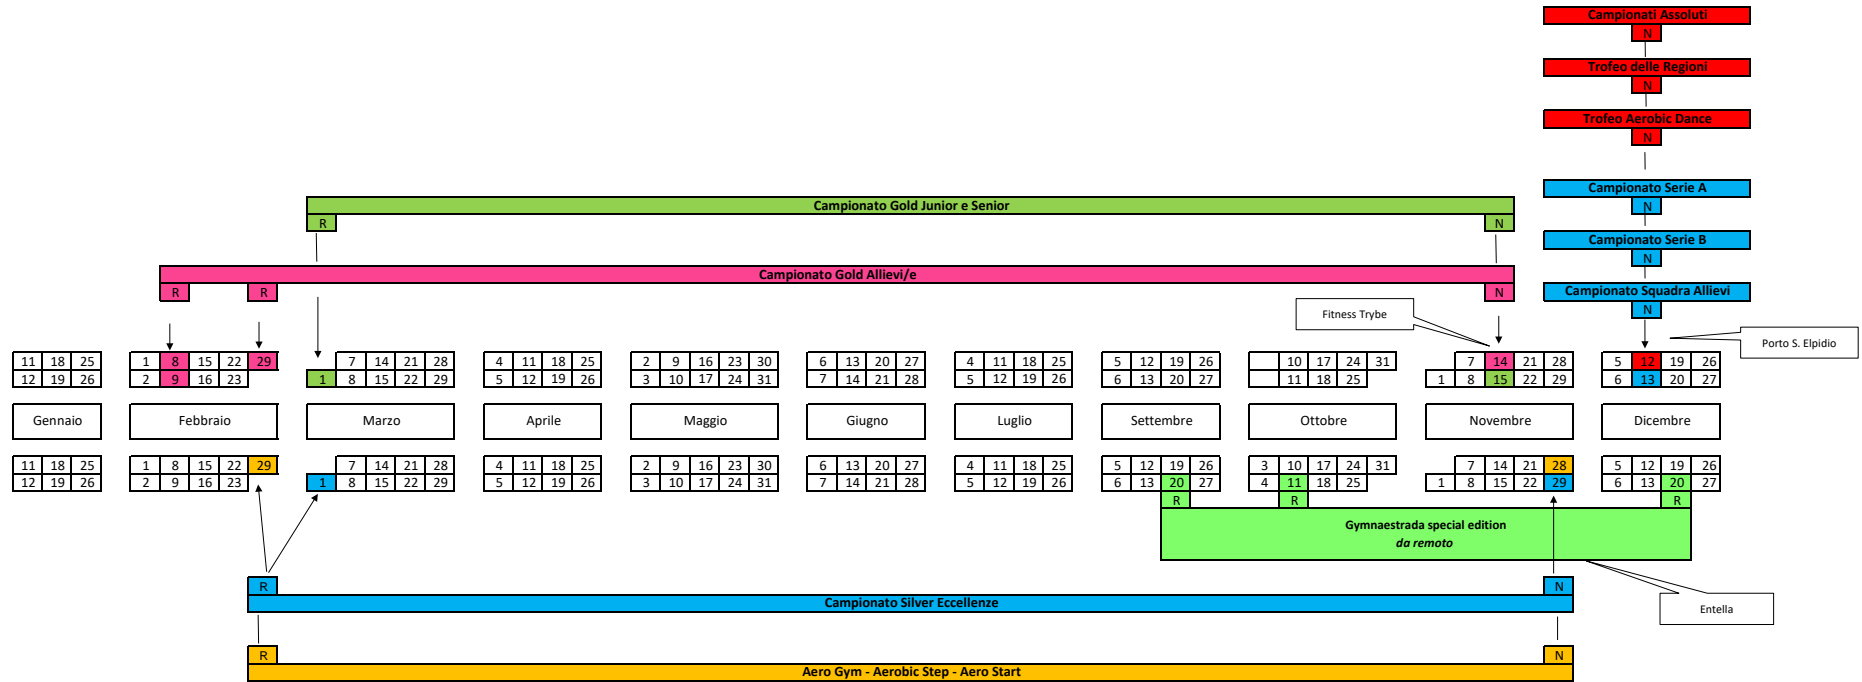 Campionati Assoluti
N
Trofeo delle Regioni
N
Trofeo Aerobic Dance
N
Campionato Serie A
N
Campionato Gold Junior e Senior
R N
Campionato Serie B
N
Campionato Gold Allievi/e
R R N
Campionato Squadra Allievi
N
Fitness Trybe
Porto S. Elpidio
11 18 25 1 8 15 22 29 7 14 21 28 4 11 18 25 2 9 16 23 30 6 13 20 27 4 11 18 25 5 12 19 26 10 17 24 31 7 14 21 28 5 12 19 26
12 19 26 2 9 16 23 1 8 15 22 29 5 12 19 26 3 10 17 24 31 7 14 21 28 5 12 19 26 6 13 20 27 11 18 25 1 8 15 22 29 6 13 20 27
Gennaio Febbraio Marzo Aprile Maggio Giugno Luglio Settembre Ottobre Novembre Dicembre
11 18 25 1 8 15 22 29 7 14 21 28 4 11 18 25 2 9 16 23 30 6 13 20 27 4 11 18 25 5 12 19 26 3 10 17 24 31 7 14 21 28 5 12 19 26
12 19 26 2 9 16 23 1 8 15 22 29 5 12 19 26 3 10 17 24 31 7 14 21 28 5 12 19 26 6 13 20 27 4 11 18 25 1 8 15 22 29 6 13 20 27
R R R
Gymnaestrada special edition
da remoto
R N
Campionato Silver Eccellenze
Entella
R N
Aero Gym - Aerobic Step - Aero Start